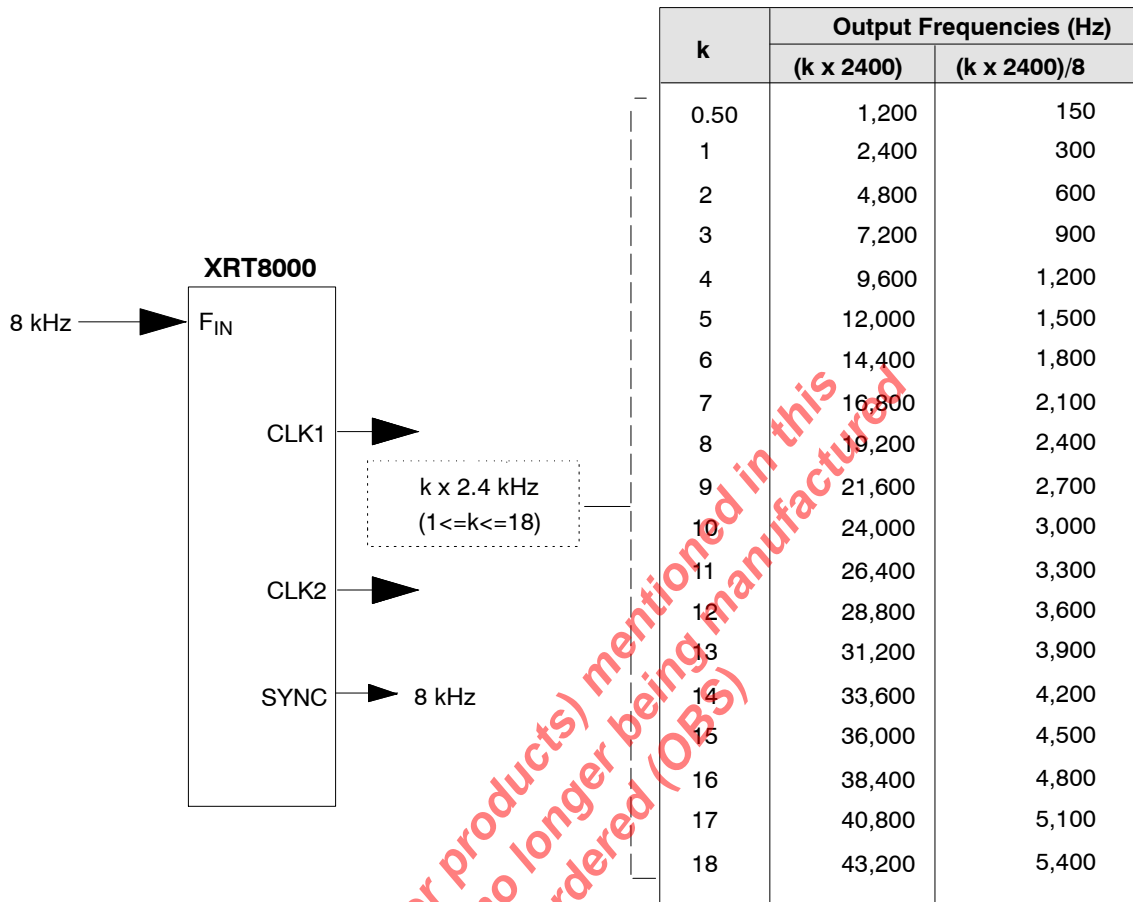 XRT8000
8 kHz
F_IN
CLK1
k x 2.4 kHz
(1<=k<=18)
CLK2
SYNC
8 kHz
k Output Frequencies (Hz)
(k x 2400) (k x 2400)/8
0.50 1,200 150
1 2,400 300
2 4,800 600
3 7,200 900
4 9,600 1,200
5 12,000 1,500
6 14,400 1,800
7 16,800 2,100
8 19,200 2,400
9 21,600 2,700
10 24,000 3,000
11 26,400 3,300
12 28,800 3,600
13 31,200 3,900
14 33,600 4,200
15 36,000 4,500
16 38,400 4,800
17 40,800 5,100
18 43,200 5,400
products) mentioned in this
no longer being manufactured
(OBS)